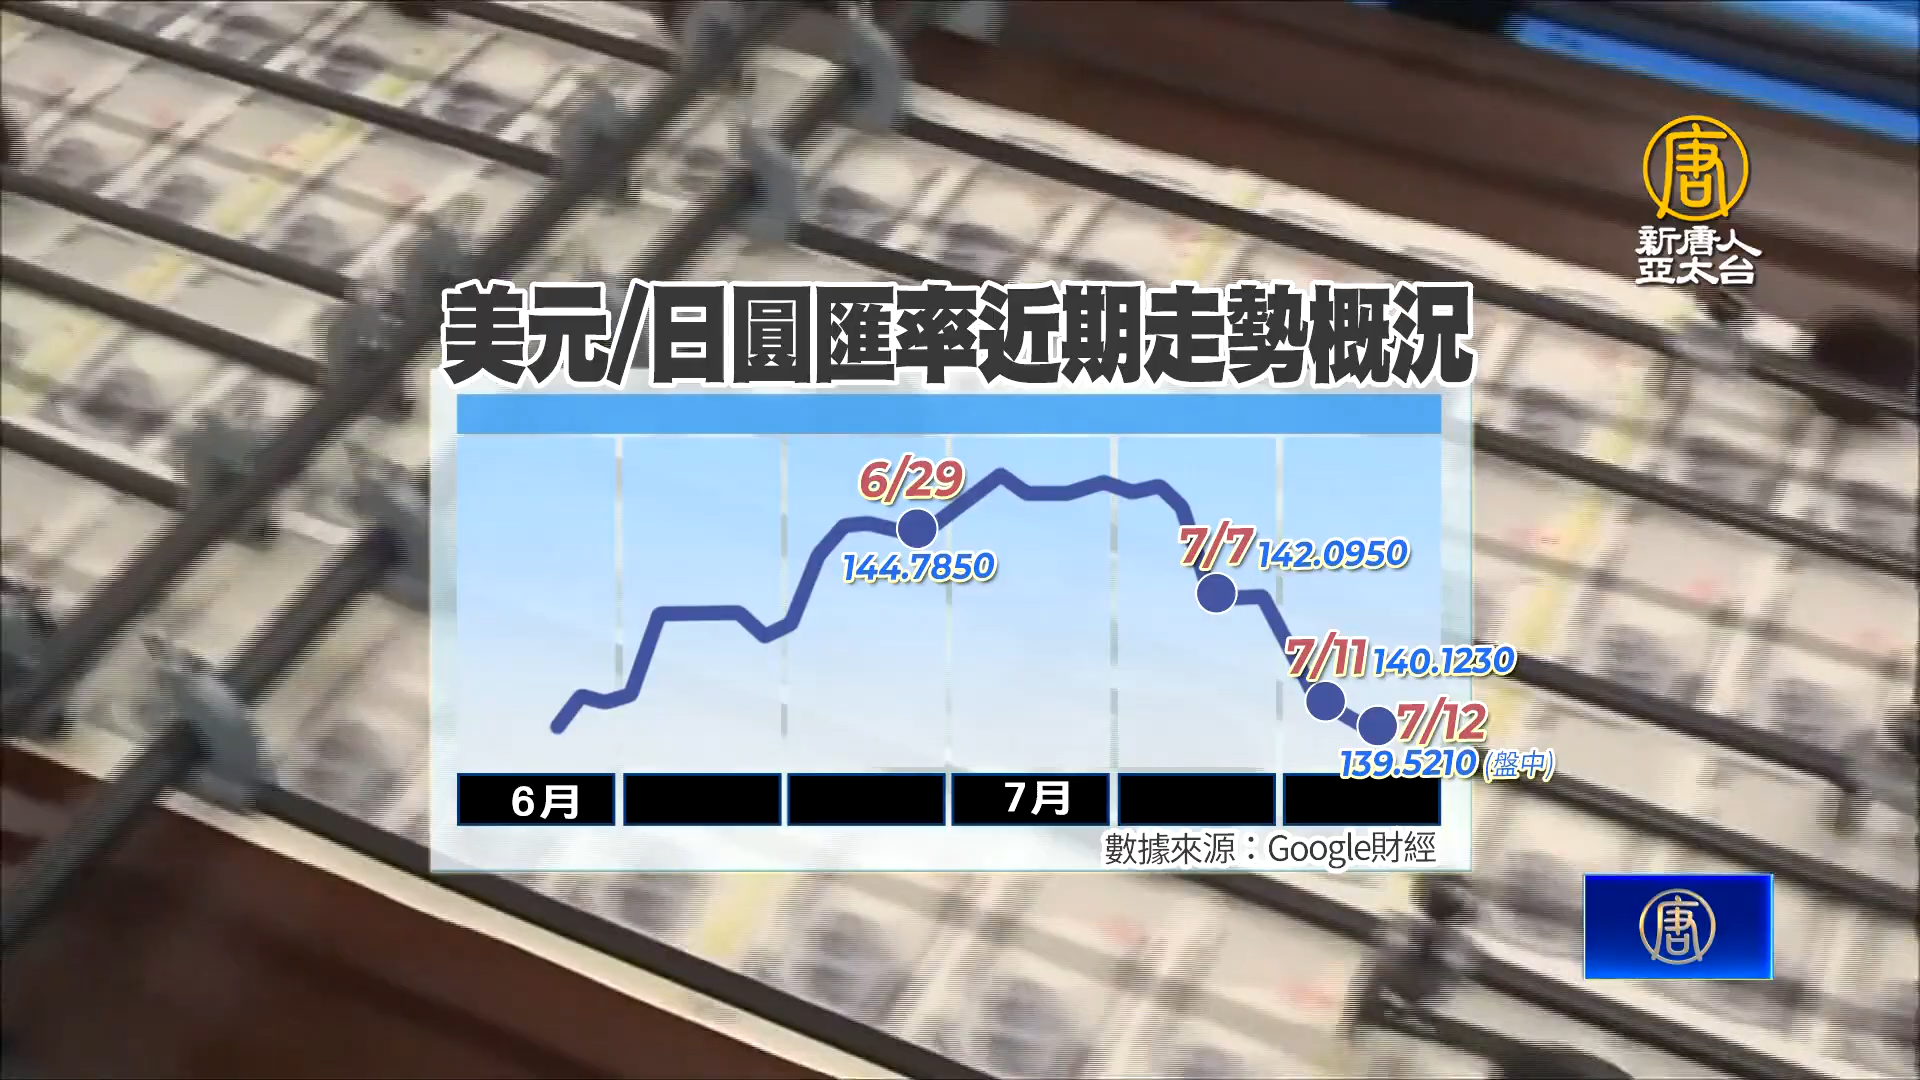 唐
新唐人
亞太台
美元/日圓匯率近期走勢概況
6/29
144.7850
7/7 142.0950
7/11 140.1230
7/12
139.5210 (盤中)
6月
7月
數據來源：Google財經
唐